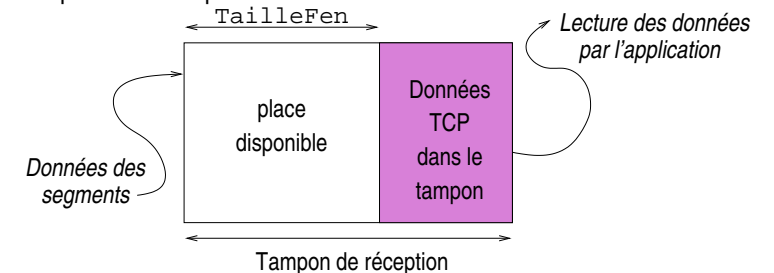 TailleFen
Lecture des données
par l'application
place
disponible
Données
TCP
dans le
tampon
Données des
segments
Tampon de réception